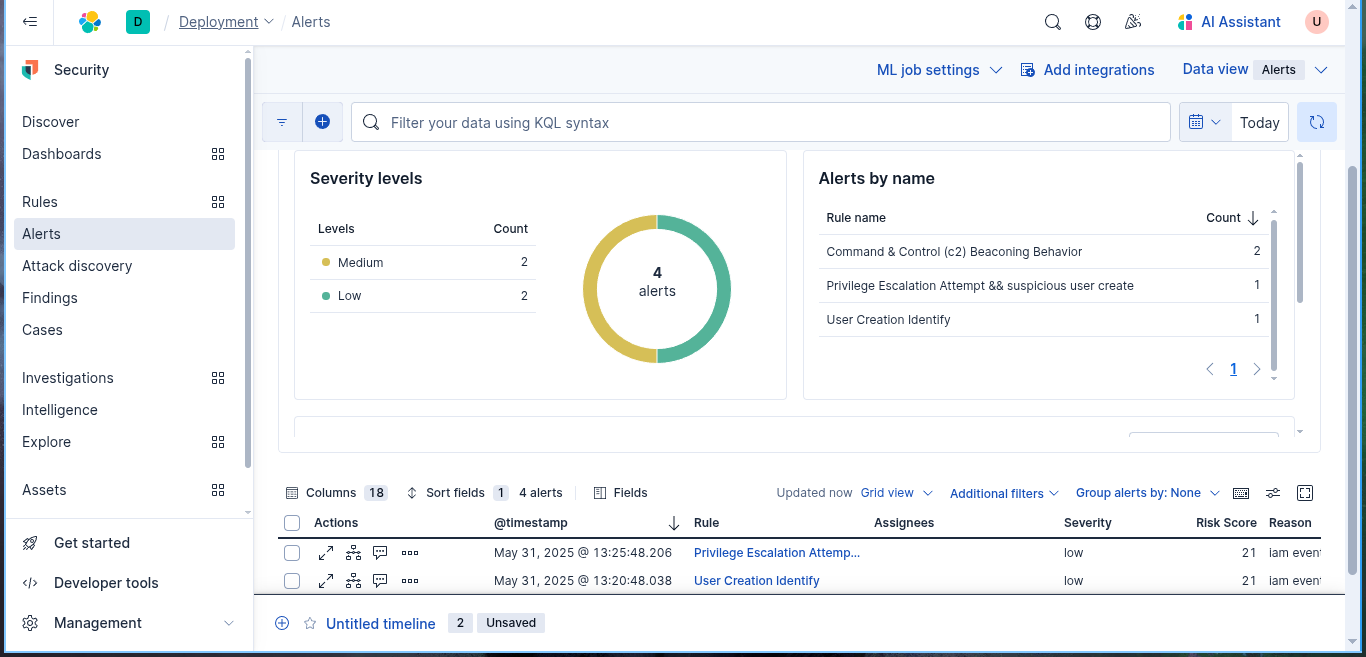 D / Deployment / Alerts
AI Assistant
U
Security
Discover
Dashboards
Rules
Alerts
Attack discovery
Findings
Cases
Investigations
Intelligence
Explore
Assets
Get started
Developer tools
Management
ML job settings
Add integrations
Data view Alerts
Filter your data using KQL syntax
Today
Severity levels
Levels Count
Medium 2
Low 2
4
alerts
Alerts by name
Rule name Count
Command & Control (c2) Beaconing Behavior 2
Privilege Escalation Attempt && suspicious user create 1
User Creation Identify 1
1
Columns 18 Sort fields 1 4 alerts Fields Updated now Grid view Additional filters Group alerts by: None
Actions @timestamp Rule Assignees Severity Risk Score Reason
May 31, 2025 @ 13:25:48.206 Privilege Escalation Attemp... low 21 iam event
May 31, 2025 @ 13:20:48.038 User Creation Identify low 21 iam event
Untitled timeline 2 Unsaved